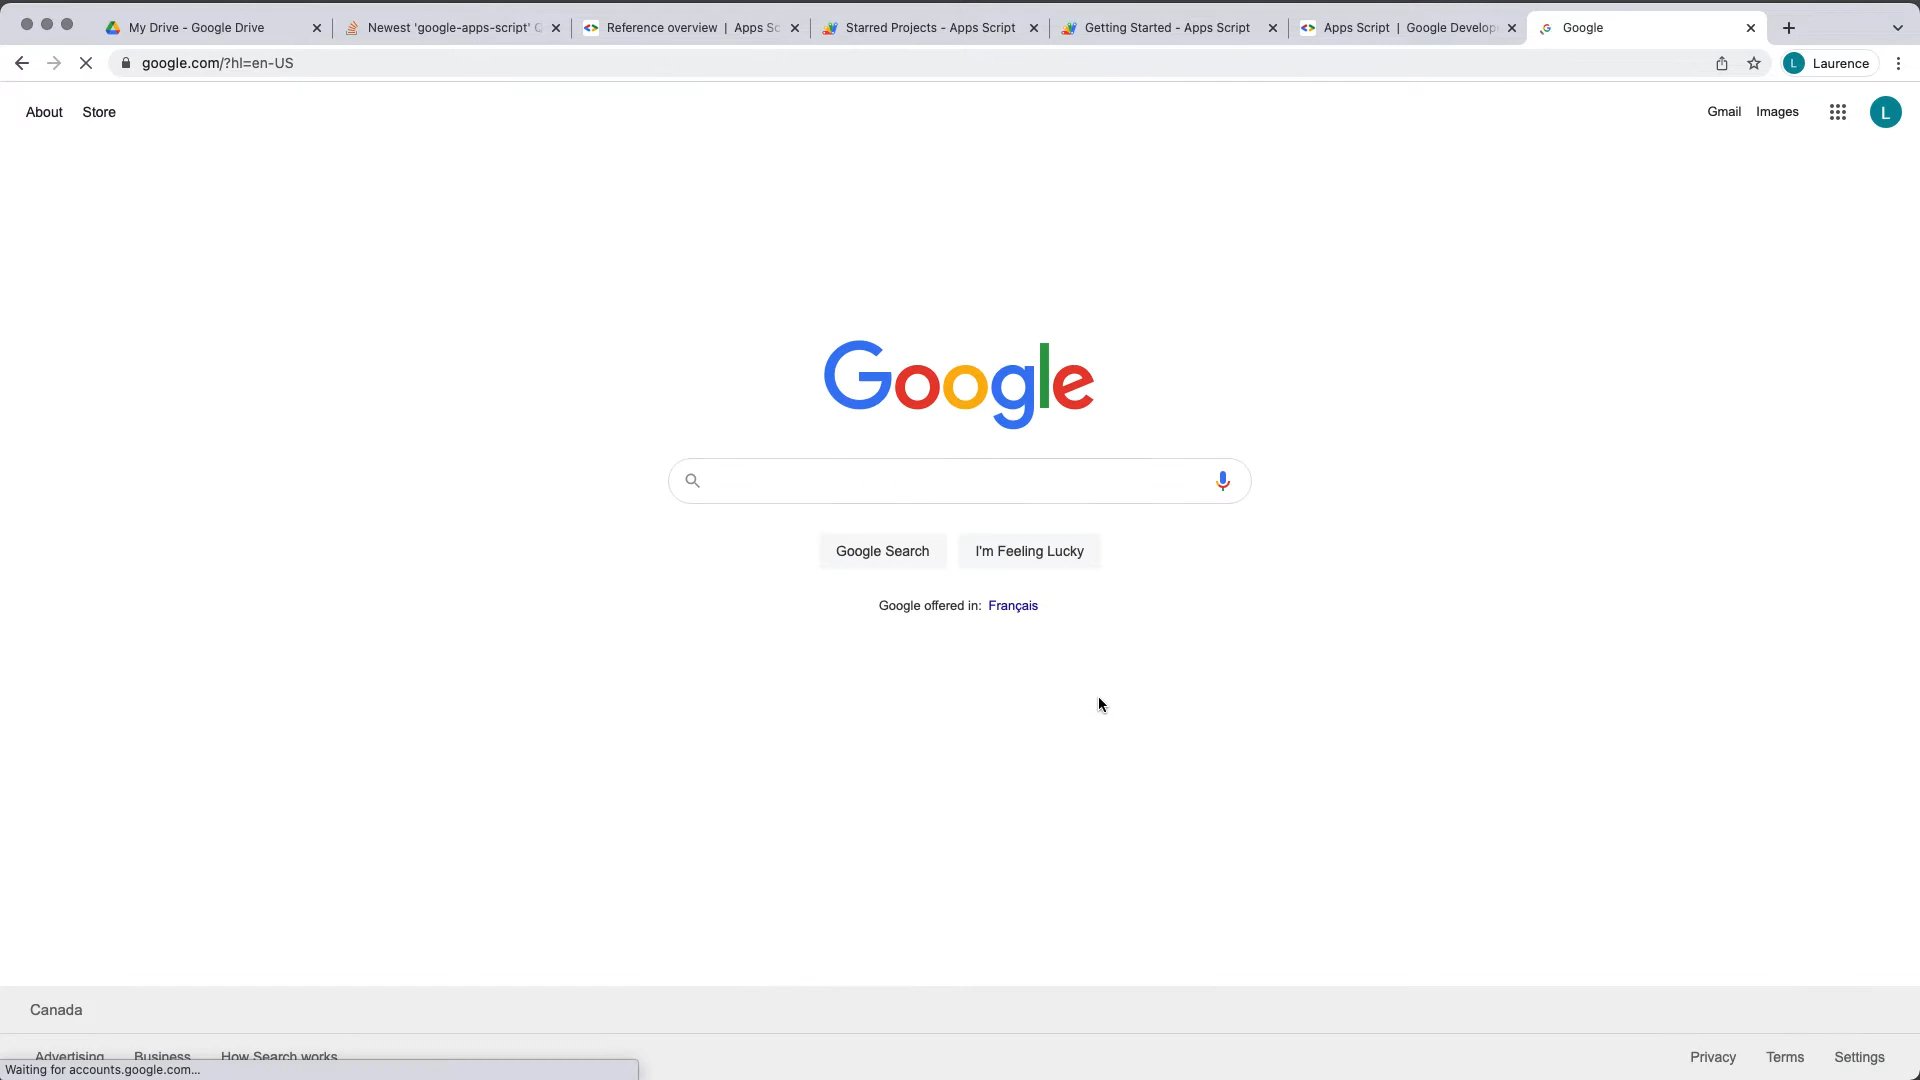 My Drive - Google Drive
Newest 'google-apps-script' Q
Reference overview | Apps Sc
Starred Projects - Apps Script
Getting Started - Apps Script
Apps Script | Google Develop
Google
google.com/?hl=en-US
L Laurence
About Store
Gmail Images L
Google
Google Search I'm Feeling Lucky
Google offered in: Français
Canada
Advertising Business How Search works
Privacy Terms Settings
Waiting for accounts.google.com...